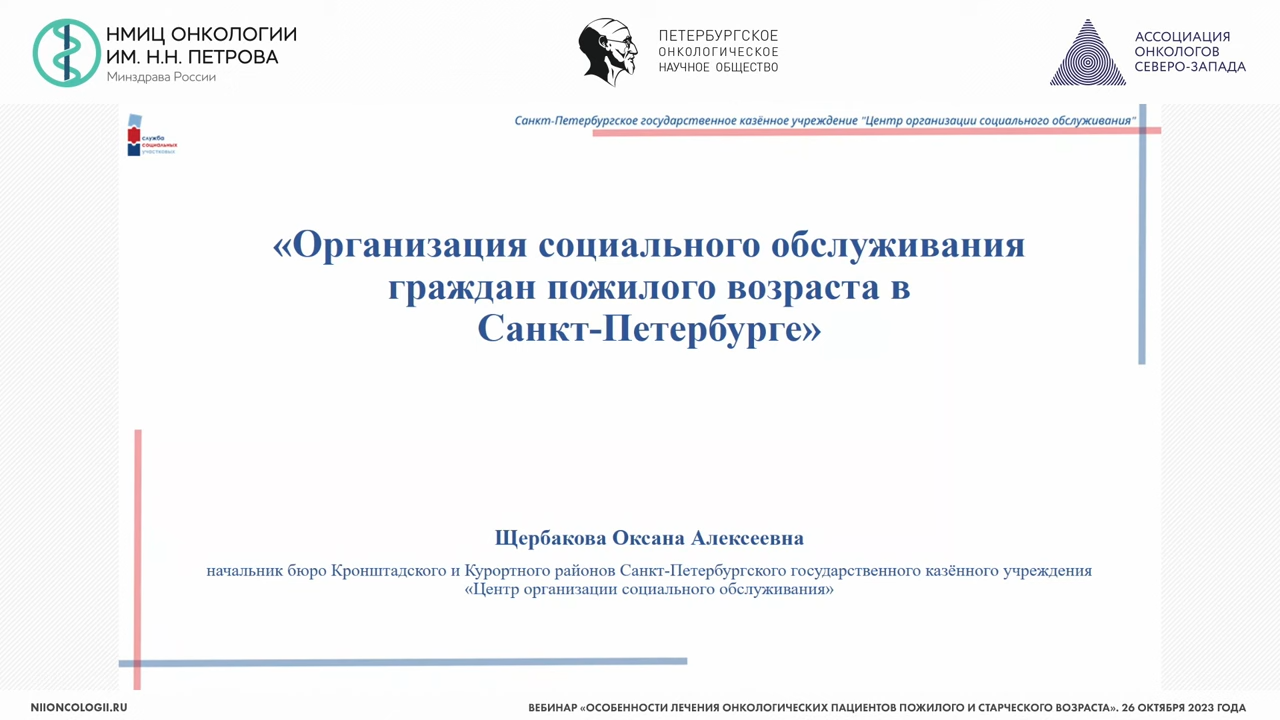 НМИЦ ОНКОЛОГИИ
ИМ. Н.Н. ПЕТРОВА
Минздрава России
ПЕТЕРБУРГСКОЕ
ОНКОЛОГИЧЕСКОЕ
НАУЧНОЕ ОБЩЕСТВО
АССОЦИАЦИЯ
ОНКОЛОГОВ
СЕВЕРО-ЗАПАДА
служба
социальных
участковых
Санкт-Петербургское государственное казённое учреждение "Центр организации социального обслуживания"
«Организация социального обслуживания
граждан пожилого возраста в
Санкт-Петербурге»
Щербакова Оксана Алексеевна
начальник бюро Кронштадского и Курортного районов Санкт-Петербургского государственного казённого учреждения
«Центр организации социального обслуживания»
NIIONCOLOGII.RU
ВЕБИНАР «ОСОБЕННОСТИ ЛЕЧЕНИЯ ОНКОЛОГИЧЕСКИХ ПАЦИЕНТОВ ПОЖИЛОГО И СТАРЧЕСКОГО ВОЗРАСТА». 26 ОКТЯБРЯ 2023 ГОДА